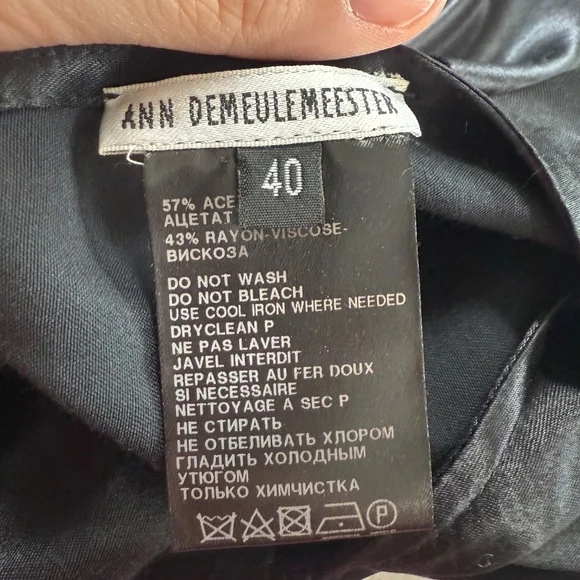 ANN DEMEULEMEESTER
40
57% ACE
АЦЕТАТ
43% RAYON-VISCOSE-
ВИСКОЗА
DO NOT WASH
DO NOT BLEACH
USE COOL IRON WHERE NEEDED
DRYCLEAN P
NE PAS LAVER
JAVEL INTERDIT
REPASSER AU FER DOUX
SI NECESSAIRE
NETTOYAGE À SEC P
НЕ СТИРАТЬ
НЕ ОТБЕЛИВАТЬ ХЛОРОМ
ГЛАДИТЬ ХОЛОДНЫМ
УТЮГОМ
ТОЛЬКО ХИМЧИСТКА
P